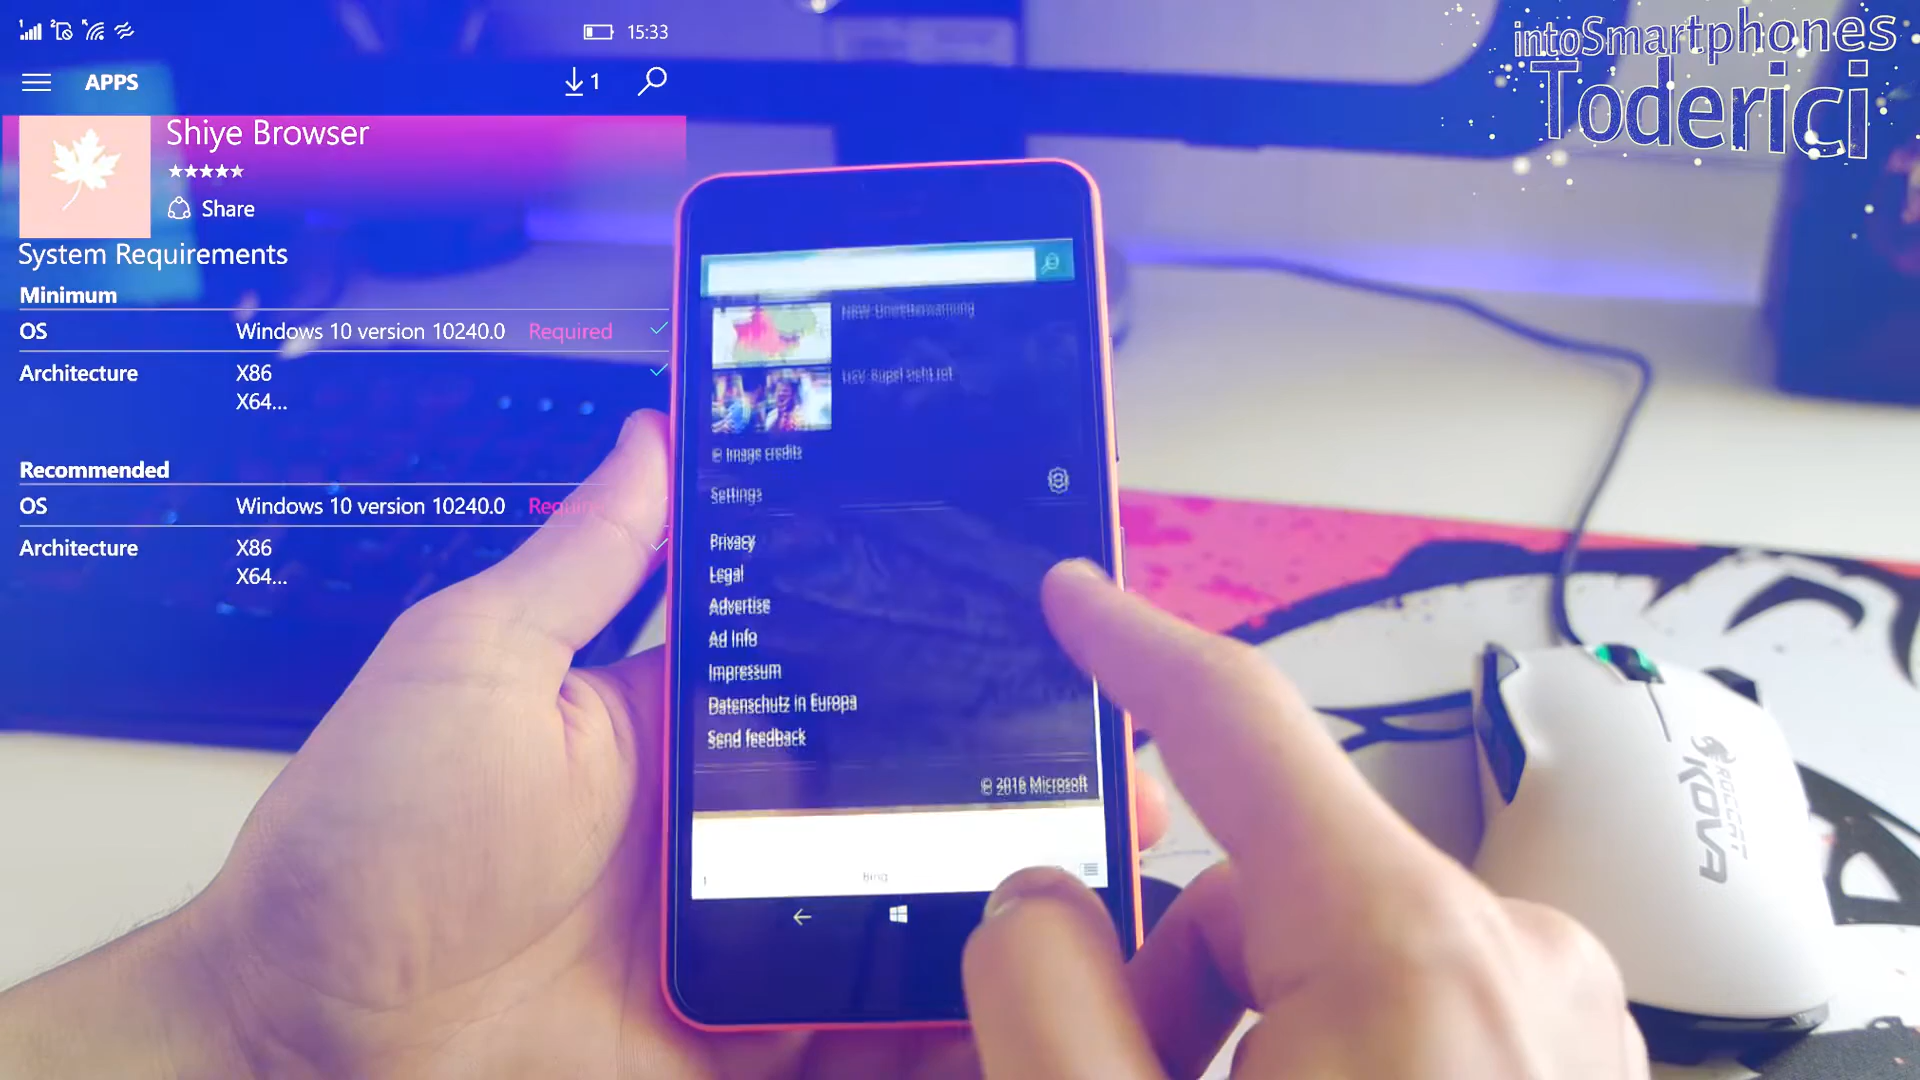 15:33
APPS
1
Shiye Browser
Share
System Requirements
Minimum
OS Windows 10 version 10240.0 Required
Architecture X86
X64...
Recommended
OS Windows 10 version 10240.0
Architecture X86
X64...
intoSmartphones
Toderici
© Image credits
Settings
Privacy
Legal
Advertise
Ad Info
Impressum
Datenschutz in Europa
Send feedback
© 2016 Microsoft
1 Bing
ROCCAT
KOVA